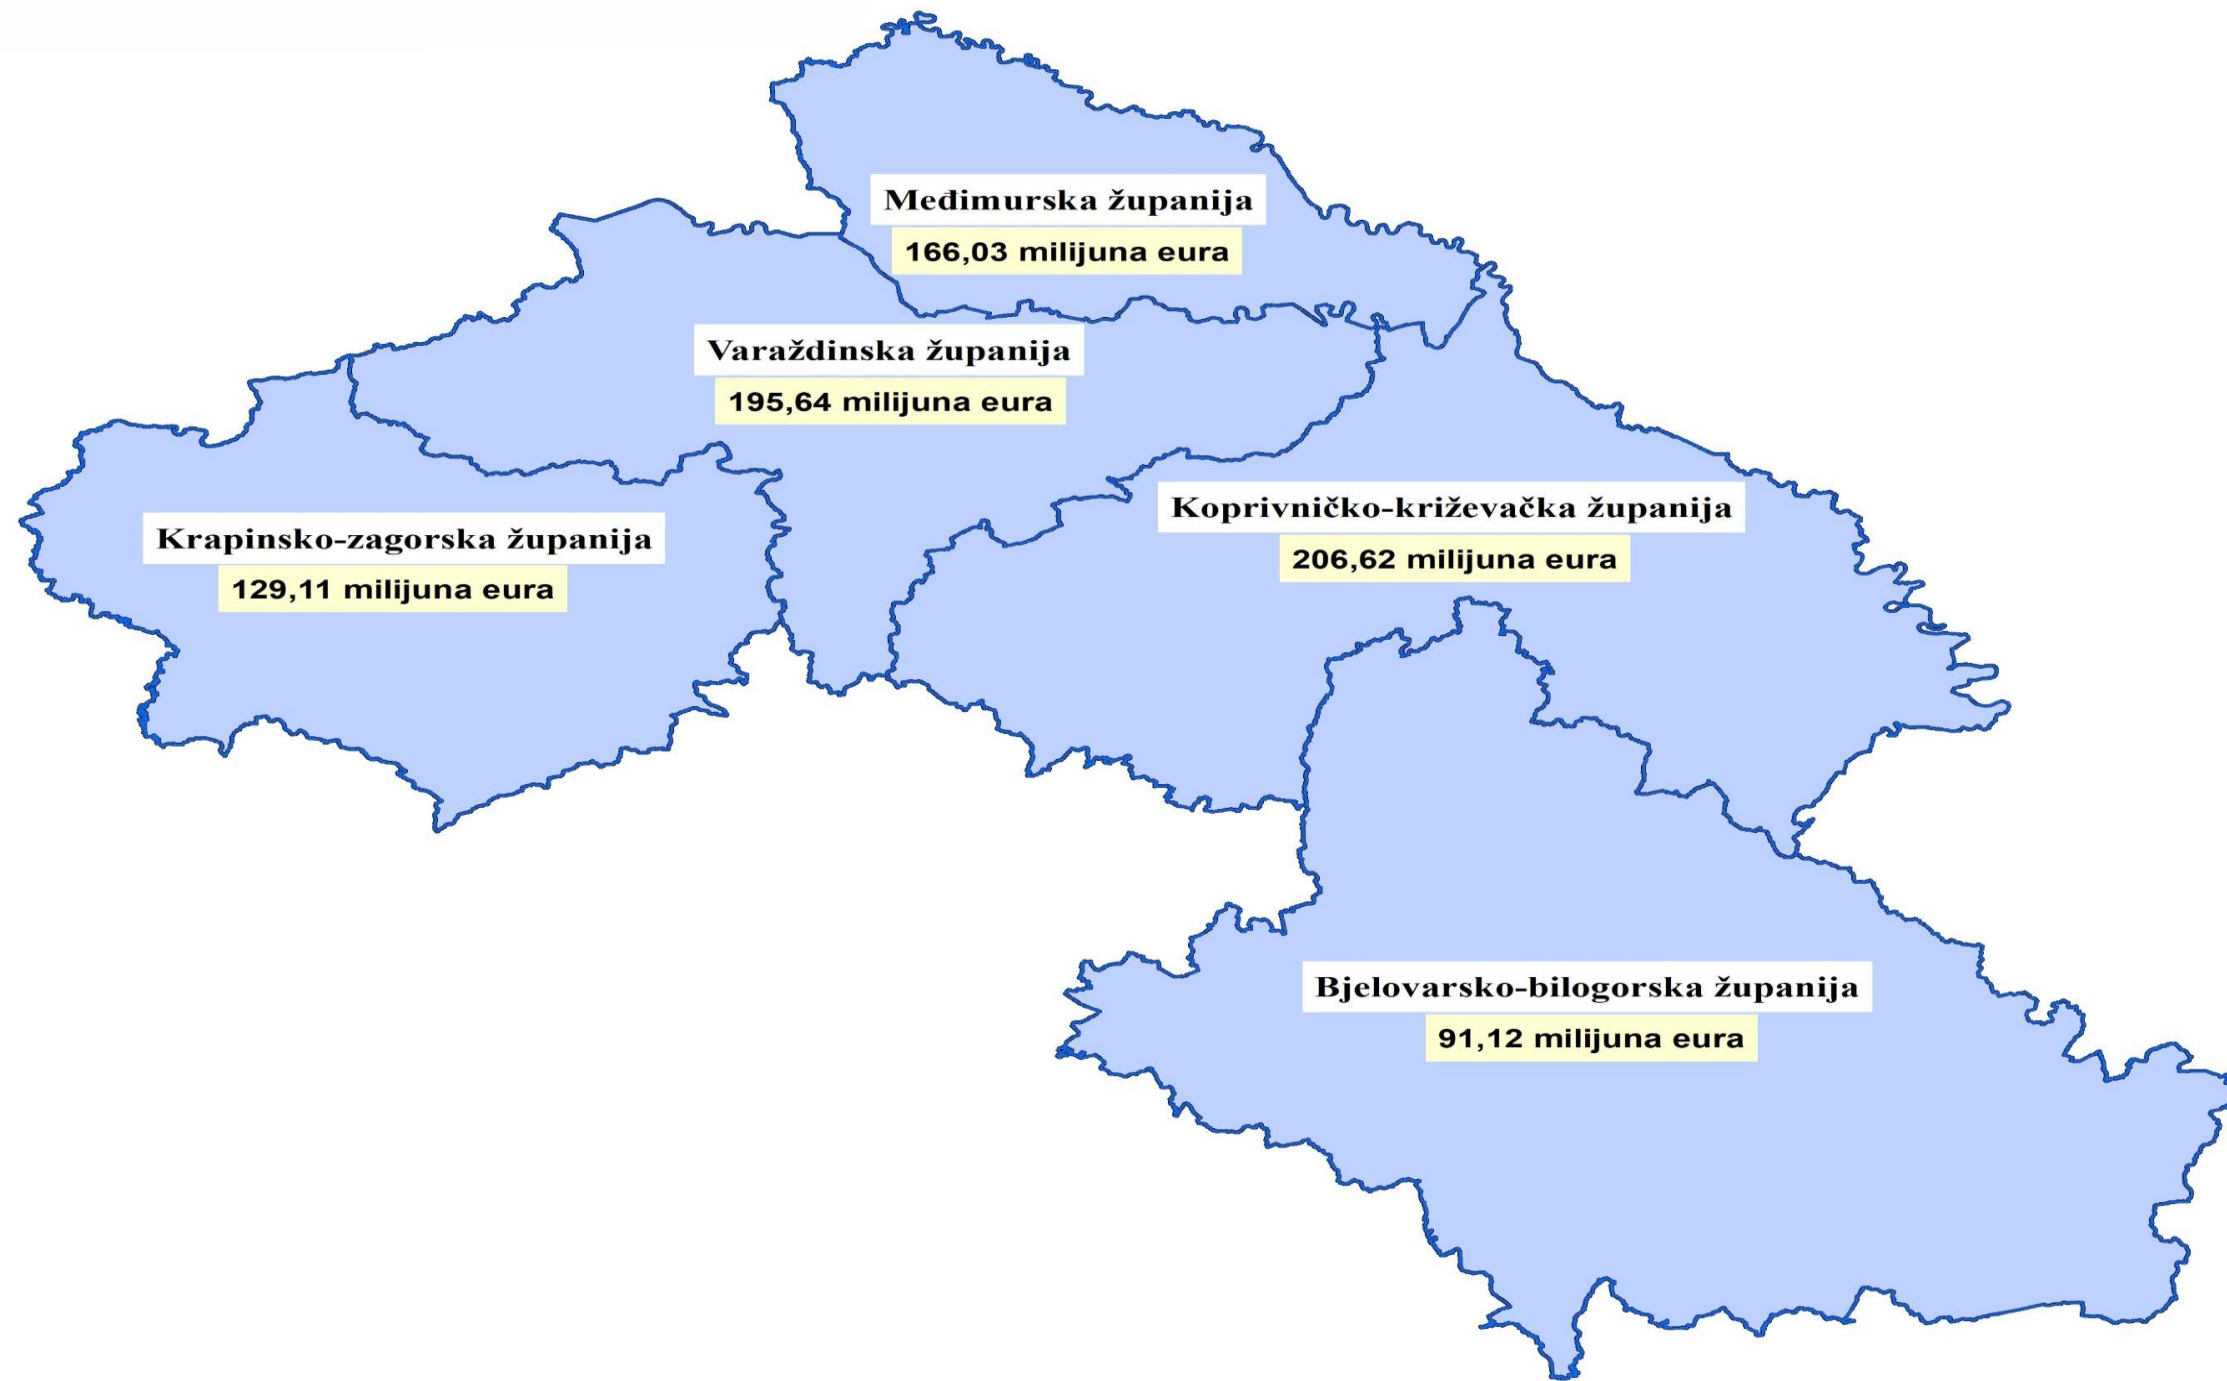 Međimurska županija
166,03 milijuna eura
Varaždinska županija
195,64 milijuna eura
Koprivničko-križevačka županija
206,62 milijuna eura
Krapinsko-zagorska županija
129,11 milijuna eura
Bjelovarsko-bilogorska županija
91,12 milijuna eura